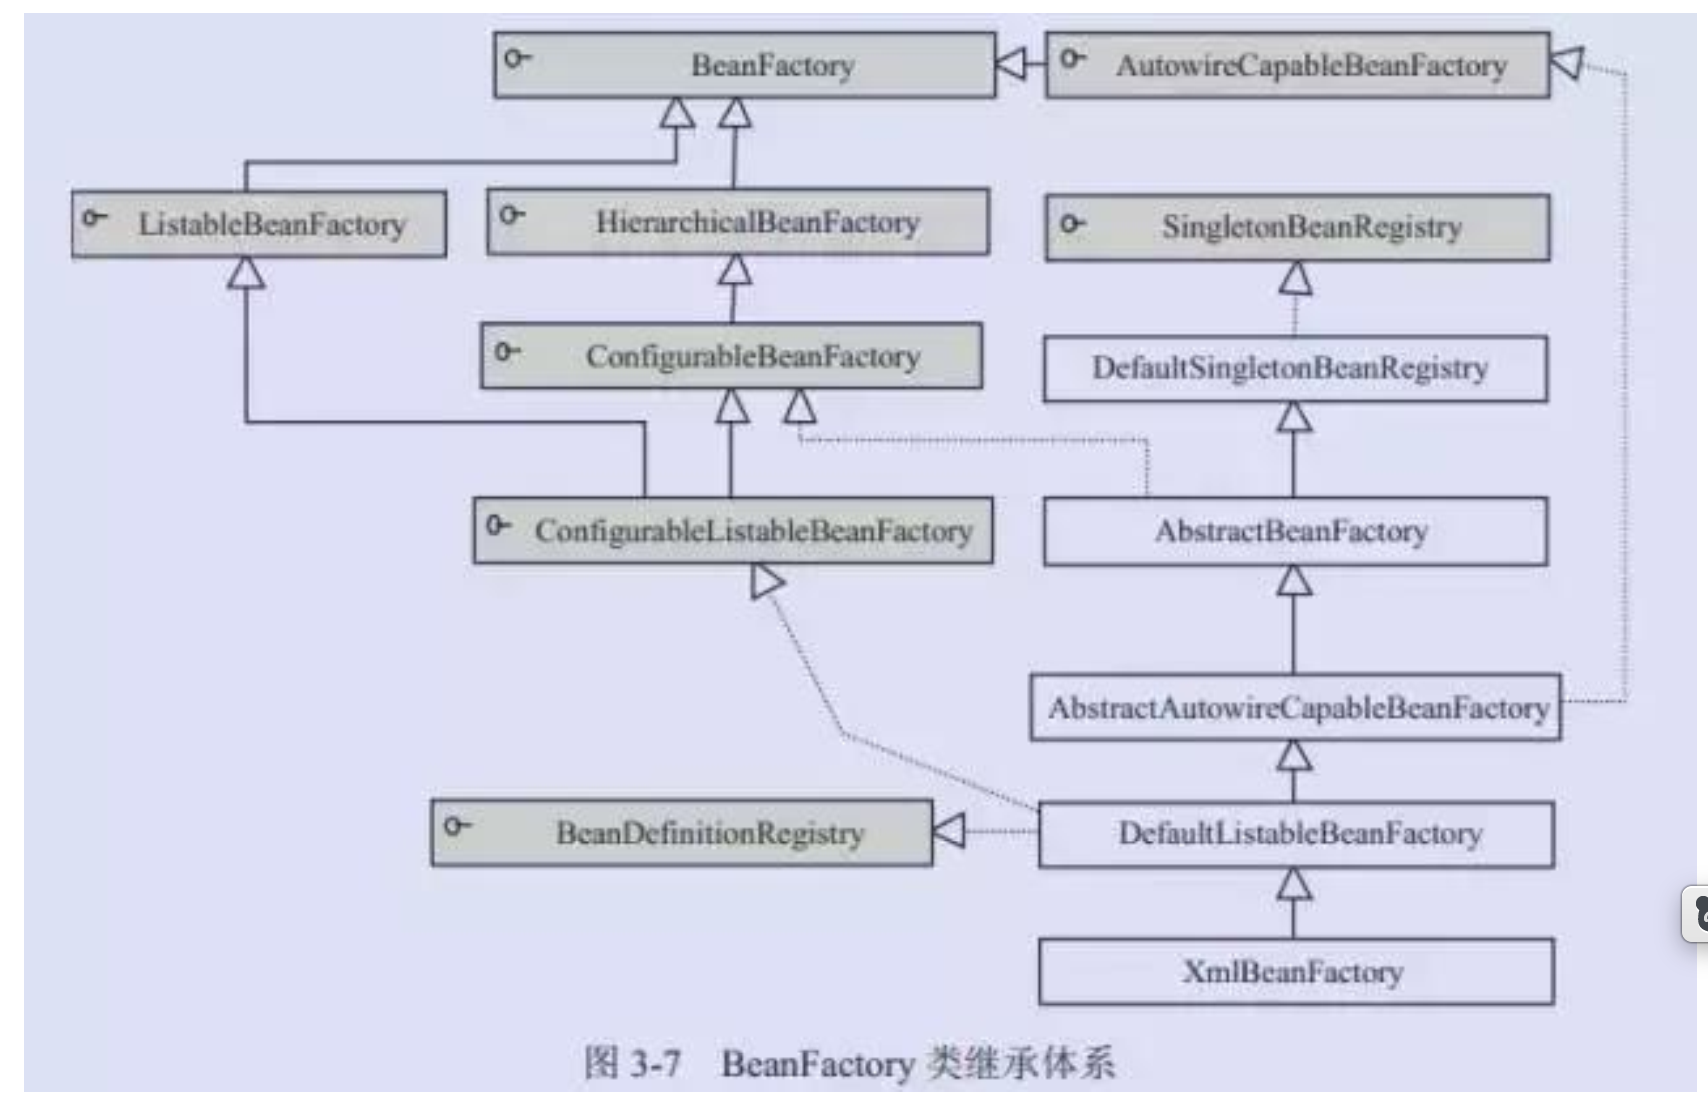 BeanFactory
AutowireCapableBeanFactory
ListableBeanFactory
HierarchicalBeanFactory
SingletonBeanRegistry
ConfigurableBeanFactory
DefaultSingletonBeanRegistry
ConfigurableListableBeanFactory
AbstractBeanFactory
AbstractAutowireCapableBeanFactory
BeanDefinitionRegistry
DefaultListableBeanFactory
XmlBeanFactory
图 3-7 BeanFactory 类继承体系